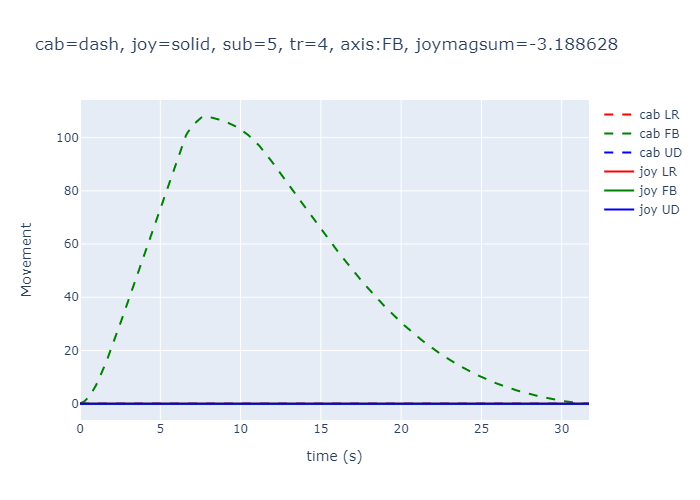 cab=dash, joy=solid, sub=5, tr=4, axis:FB, joymagsum=-3.188628
cab LR
cab FB
cab UD
joy LR
joy FB
joy UD
Movement
100
80
60
40
20
0
0 5 10 15 20 25 30
time (s)